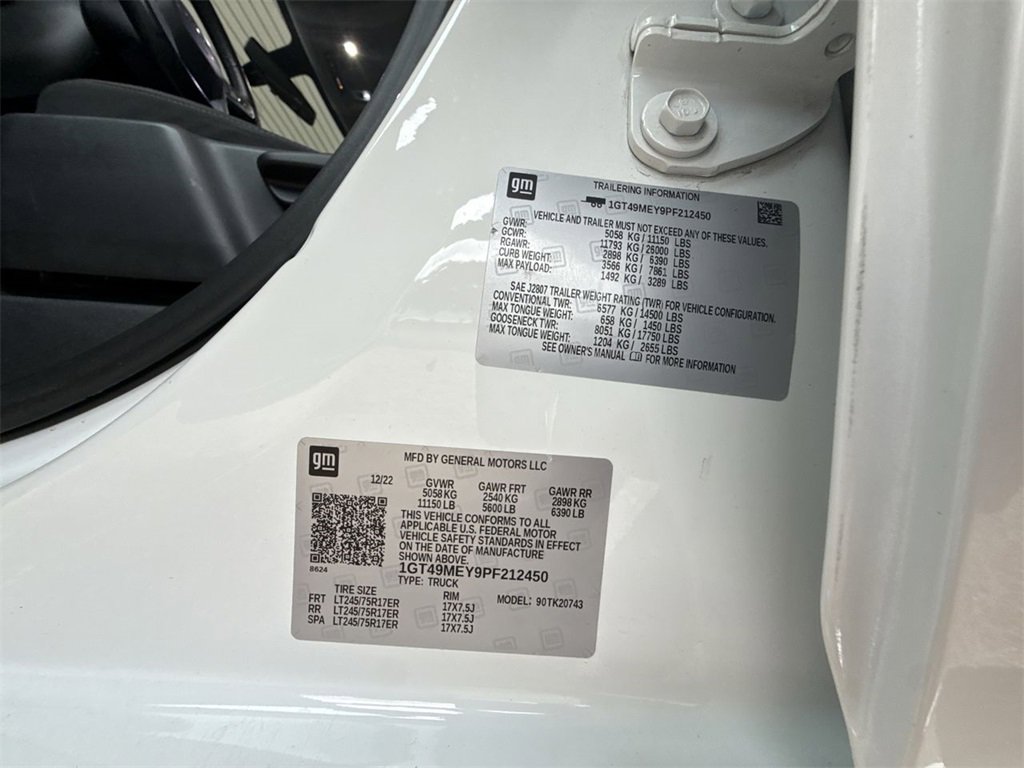 gm
TRAILERING INFORMATION
1GT49MEY9PF212450
VEHICLE AND TRAILER MUST NOT EXCEED ANY OF THESE VALUES.
GVWR: 5058 KG / 11150 LBS
GCWR: 11793 KG / 26000 LBS
RGAWR: 2898 KG / 6390 LBS
CURB WEIGHT: 3566 KG / 7861 LBS
MAX PAYLOAD: 1492 KG / 3289 LBS
SAE J2807 TRAILER WEIGHT RATING (TWR) FOR VEHICLE CONFIGURATION.
CONVENTIONAL TWR: 6577 KG / 14500 LBS
MAX TONGUE WEIGHT: 658 KG / 1450 LBS
GOOSENECK TWR: 8051 KG / 17750 LBS
MAX TONGUE WEIGHT: 1204 KG / 2655 LBS
SEE OWNER'S MANUAL FOR MORE INFORMATION
gm
MFD BY GENERAL MOTORS LLC
12/22 GVWR GAWR FRT GAWR RR
5058 KG 2540 KG 2898 KG
11150 LB 5600 LB 6390 LB
THIS VEHICLE CONFORMS TO ALL
APPLICABLE U.S. FEDERAL MOTOR
VEHICLE SAFETY STANDARDS IN EFFECT
ON THE DATE OF MANUFACTURE
SHOWN ABOVE.
8624 1GT49MEY9PF212450
TYPE: TRUCK
TIRE SIZE RIM MODEL: 90TK20743
FRT LT245/75R17ER 17X7.5J
RR LT245/75R17ER 17X7.5J
SPA LT245/75R17ER 17X7.5J